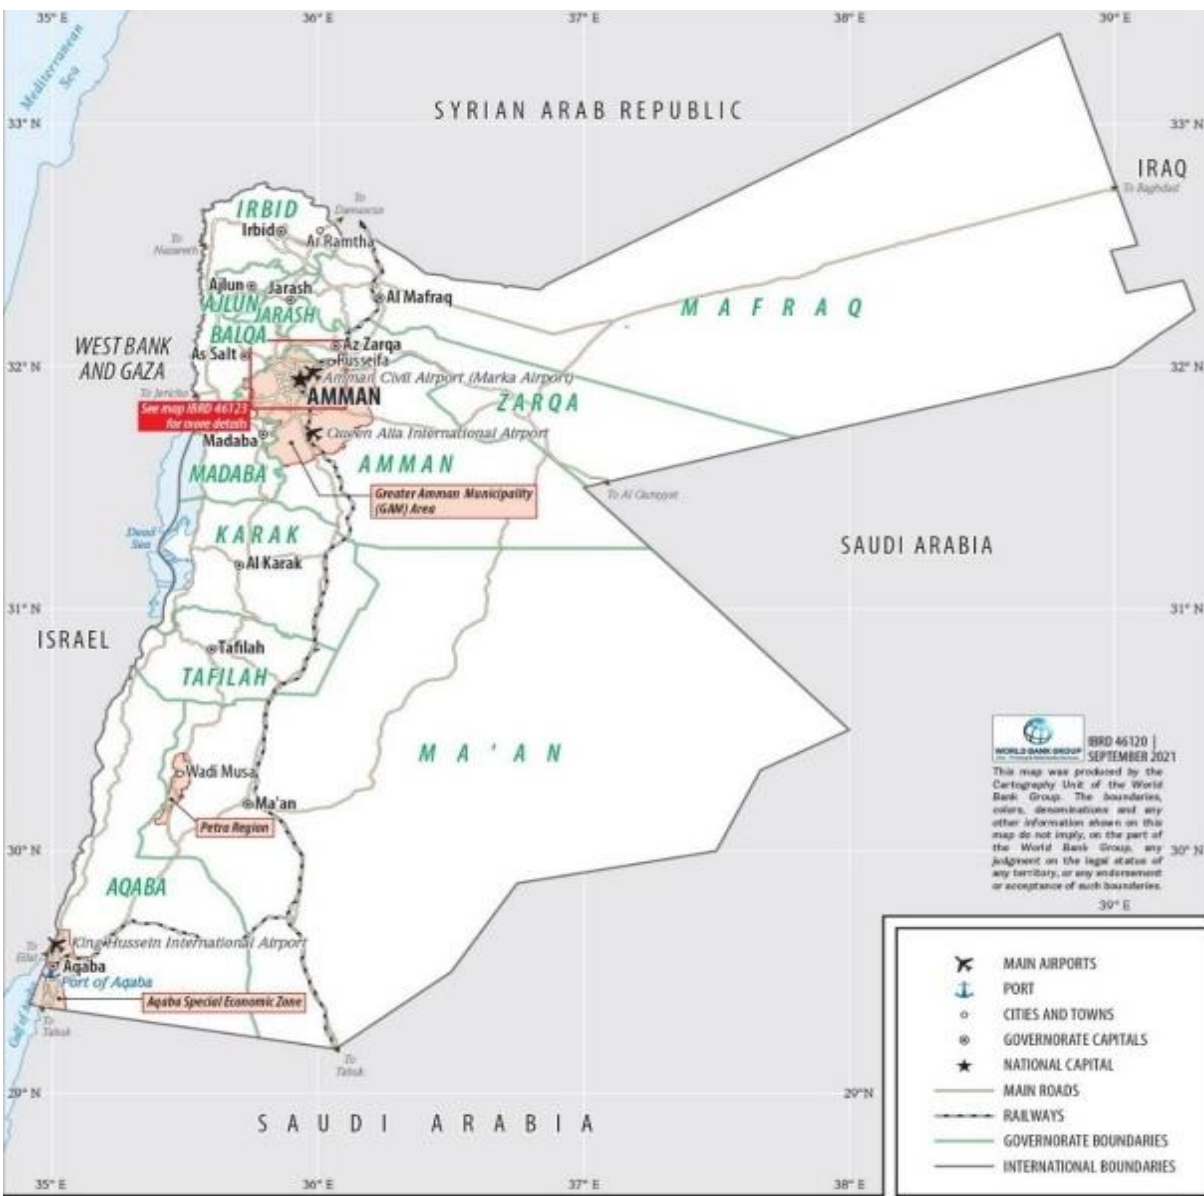 35° E
36° E
37° E
38° E
39° E
Mediterranean
Sea
SYRIAN ARAB REPUBLIC
33° N
33° N
IRAQ
To Baghdad
To
Damascus
IRBID
Irbid
Ar Ramtha
To
Nazareth
Ajlun
Jarash
Al Mafraq
AJLUN
JARASH
MAFRAQ
BALQA
WEST BANK
AND GAZA
As Salt
Az Zarqa
Russeifa
32° N
32° N
Amman Civil Airport (Marka Airport)
To Jericho
AMMAN
ZARQA
See map IBRD 46123
for more details
Madaba
Queen Alia International Airport
MADABA
AMMAN
Greater Amman Municipality
(GAM) Area
To Al Qurayyat
Dead
Sea
KARAK
SAUDI ARABIA
Al Karak
31° N
31° N
ISRAEL
Tafilah
TAFILAH
MA'AN
WORLD BANK GROUP
IBRD 46120 |
SEPTEMBER 2021
This map was produced by the
Cartography Unit of the World
Bank Group. The boundaries,
colors, denominations and any
other information shown on this
map do not imply, on the part of
the World Bank Group, any
judgment on the legal status of
any territory, or any endorsement
or acceptance of such boundaries.
Wadi Musa
Ma'an
Petra Region
30° N
30° N
AQABA
39° E
To
Eilat
King Hussein International Airport
Aqaba
Port of Aqaba
Gulf of Aqaba
Aqaba Special Economic Zone
To
Tabuk
To
Tabuk
29° N
29° N
SAUDI ARABIA
MAIN AIRPORTS
PORT
CITIES AND TOWNS
GOVERNORATE CAPITALS
NATIONAL CAPITAL
MAIN ROADS
RAILWAYS
GOVERNORATE BOUNDARIES
INTERNATIONAL BOUNDARIES
35° E
36° E
37° E
38° E